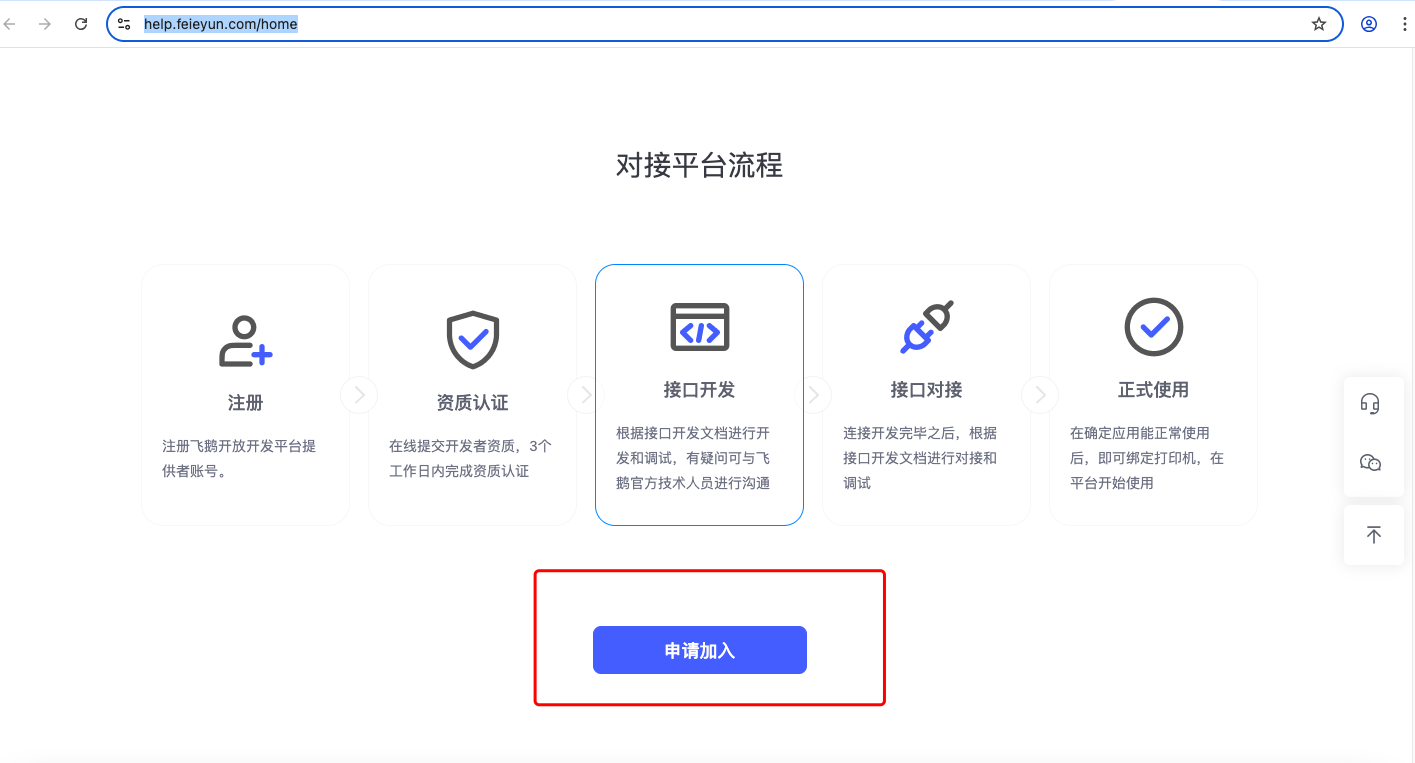 help.feieyun.com/home
对接平台流程
注册
注册飞鹅开放开发平台提
供者账号。
资质认证
在线提交开发者资质，3个
工作日内完成资质认证
接口开发
根据接口开发文档进行开
发和调试，有疑问可与飞
鹅官方技术人员进行沟通
接口对接
连接开发完毕之后，根据
接口开发文档进行对接和
调试
正式使用
在确定应用能正常使用
后，即可绑定打印机，在
平台开始使用
申请加入